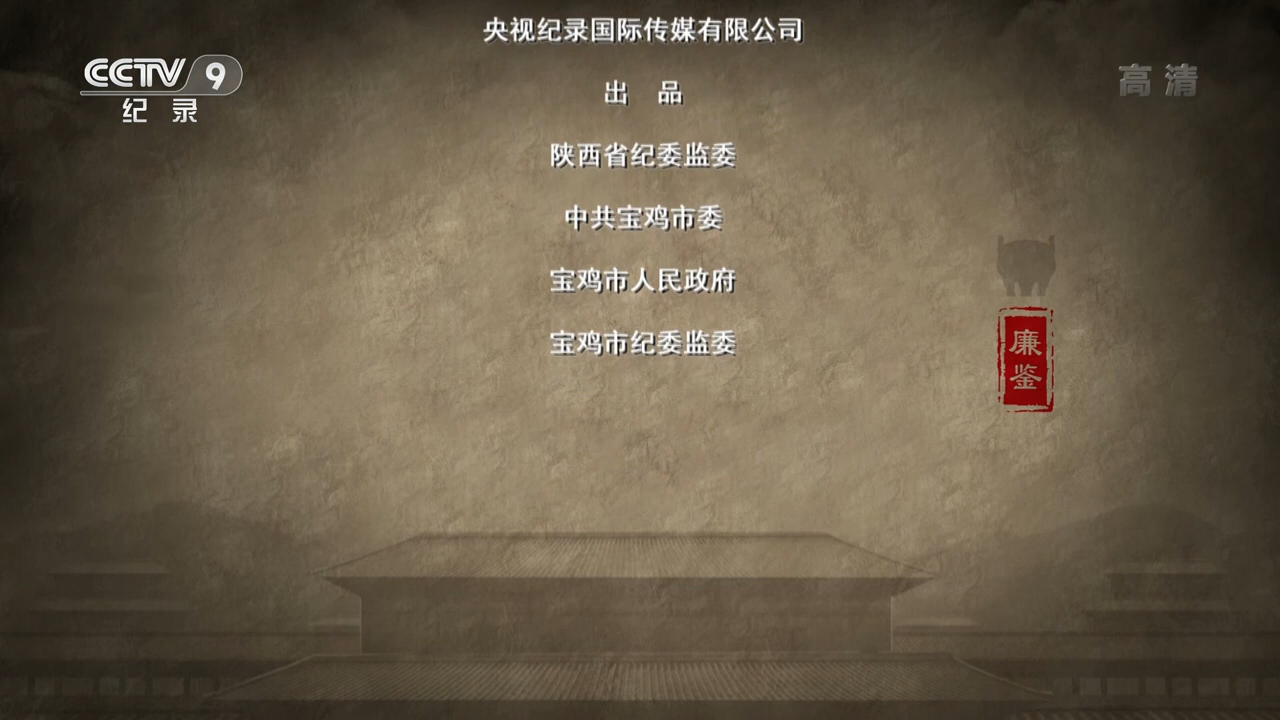 央视纪录国际传媒有限公司
CCTV 9
纪 录
高清
出 品
陕西省纪委监委
中共宝鸡市委
宝鸡市人民政府
宝鸡市纪委监委
廉
鉴